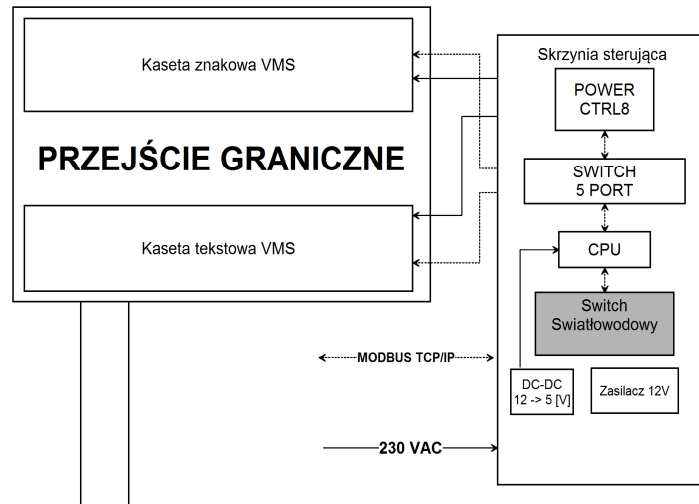 Kaseta znakowa VMS
PRZEJŚCIE GRANICZNE
Kaseta tekstowa VMS
Skrzynia sterująca
POWER
CTRL8
SWITCH
5 PORT
CPU
Switch
Swiatłowodowy
MODBUS TCP/IP
DC-DC
12 -> 5 [V]
Zasilacz 12V
230 VAC